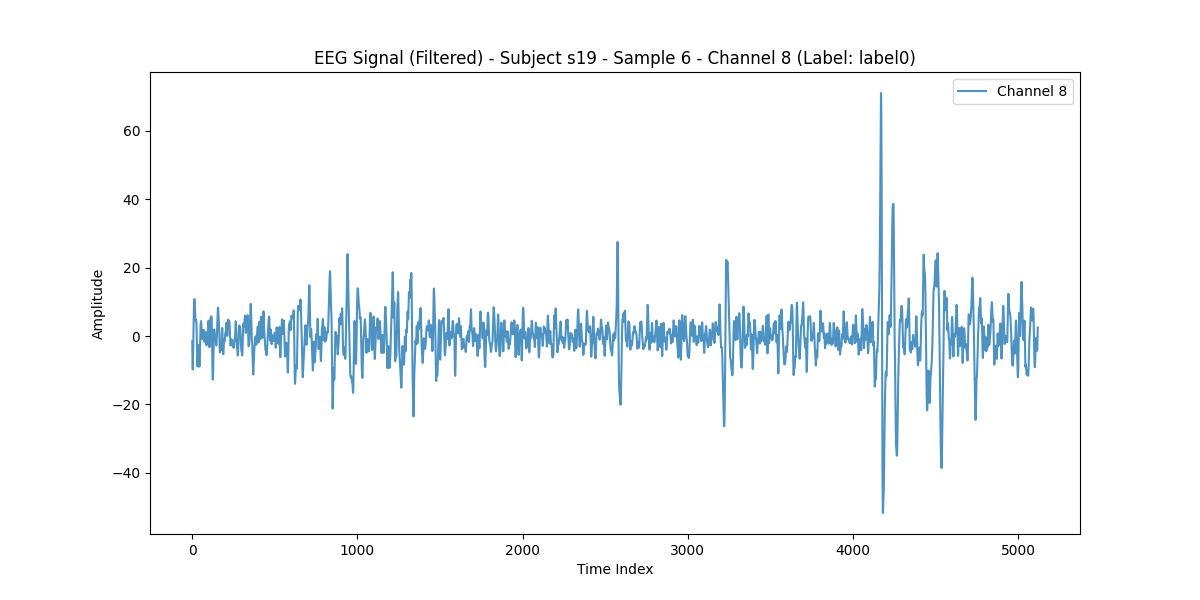 EEG Signal (Filtered) - Subject s19 - Sample 6 - Channel 8 (Label: label0)
Channel 8
60
40
20
0
−20
−40
Amplitude
0 1000 2000 3000 4000 5000
Time Index